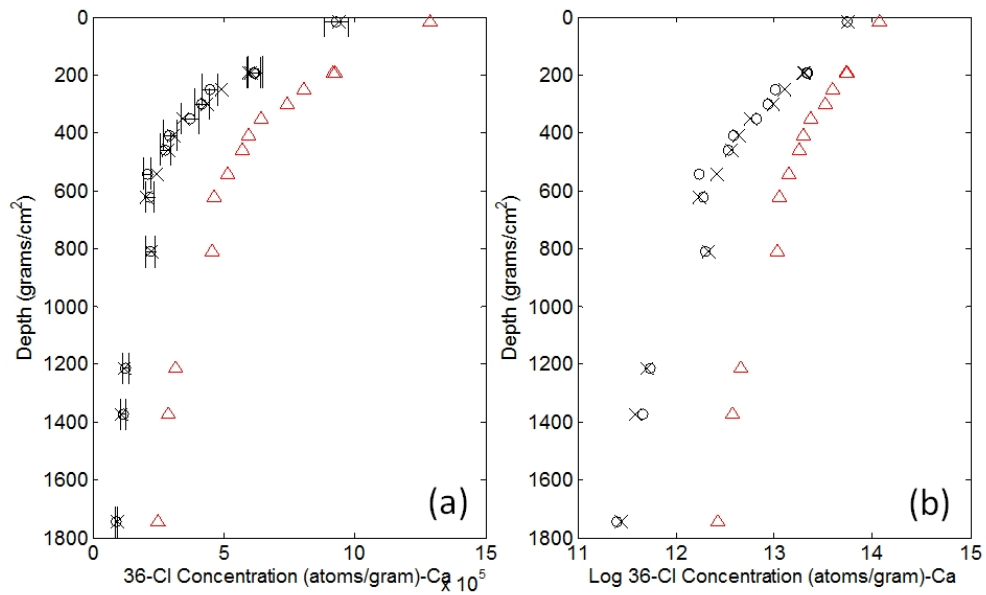 0
200
400
600
800
1000
1200
1400
1600
1800
Depth (grams/cm²)
0 5 10 15
36-Cl Concentration (atoms/gram)-Ca
x 10⁵
(a)
0
200
400
600
800
1000
1200
1400
1600
1800
Depth (grams/cm²)
11 12 13 14 15
Log 36-Cl Concentration (atoms/gram)-Ca
(b)